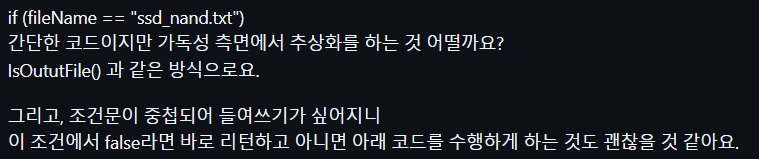 if (fileName == "ssd_nand.txt")
간단한 코드이지만 가독성 측면에서 추상화를 하는 것 어떨까요?
IsOututFile() 과 같은 방식으로요.
그리고, 조건문이 중첩되어 들여쓰기가 싶어지니
이 조건에서 false라면 바로 리턴하고 아니면 아래 코드를 수행하게 하는 것도 괜찮을 것 같아요.